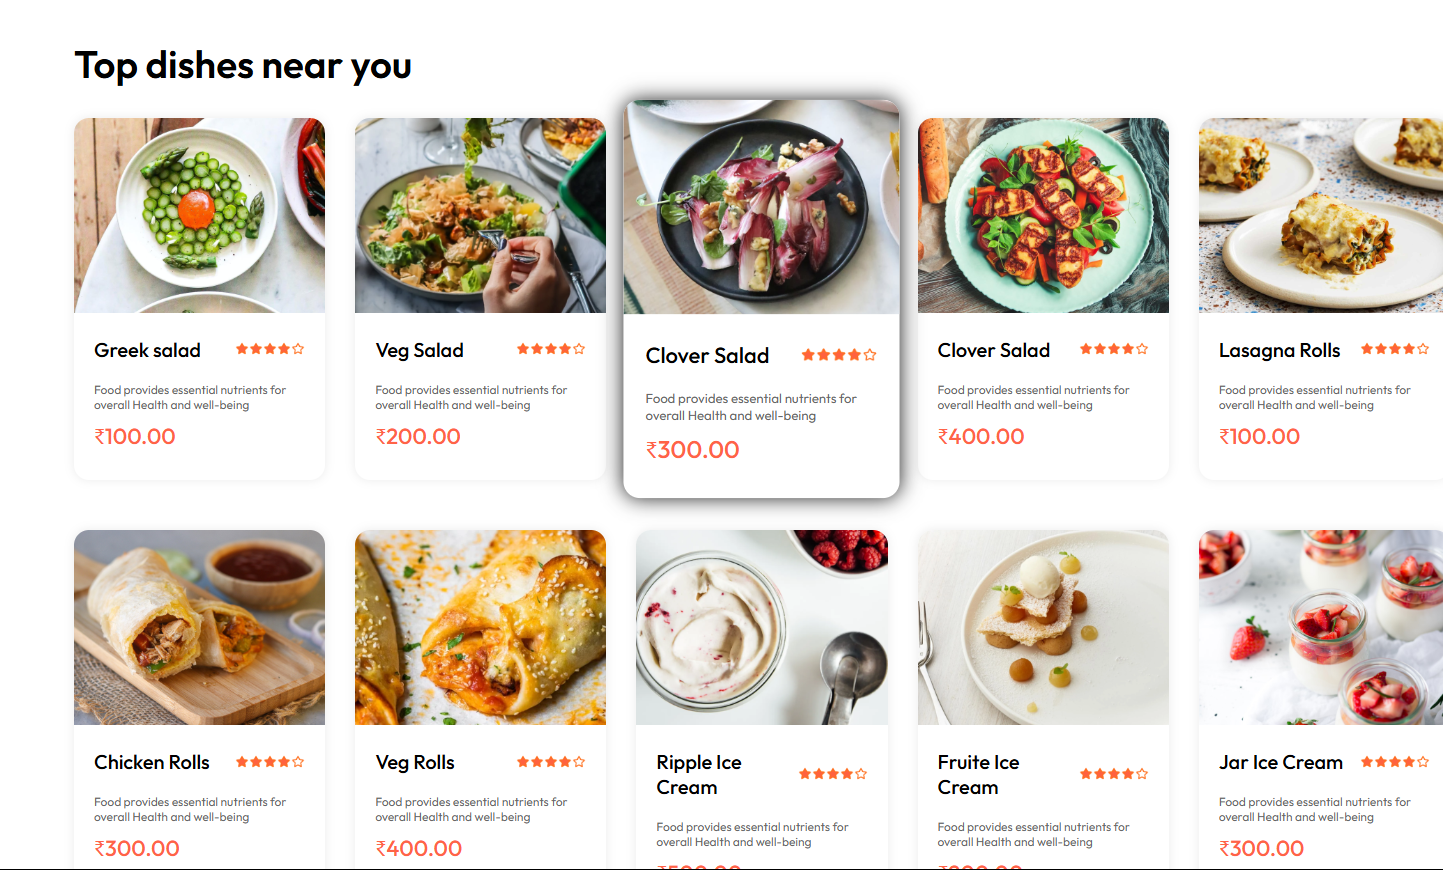 Top dishes near you
Greek salad
Food provides essential nutrients for
overall Health and well-being
₹100.00
Veg Salad
Food provides essential nutrients for
overall Health and well-being
₹200.00
Clover Salad
Food provides essential nutrients for
overall Health and well-being
₹300.00
Clover Salad
Food provides essential nutrients for
overall Health and well-being
₹400.00
Lasagna Rolls
Food provides essential nutrients for
overall Health and well-being
₹100.00
Chicken Rolls
Food provides essential nutrients for
overall Health and well-being
₹300.00
Veg Rolls
Food provides essential nutrients for
overall Health and well-being
₹400.00
Ripple Ice
Cream
Food provides essential nutrients for
overall Health and well-being
Fruite Ice
Cream
Food provides essential nutrients for
overall Health and well-being
Jar Ice Cream
Food provides essential nutrients for
overall Health and well-being
₹300.00